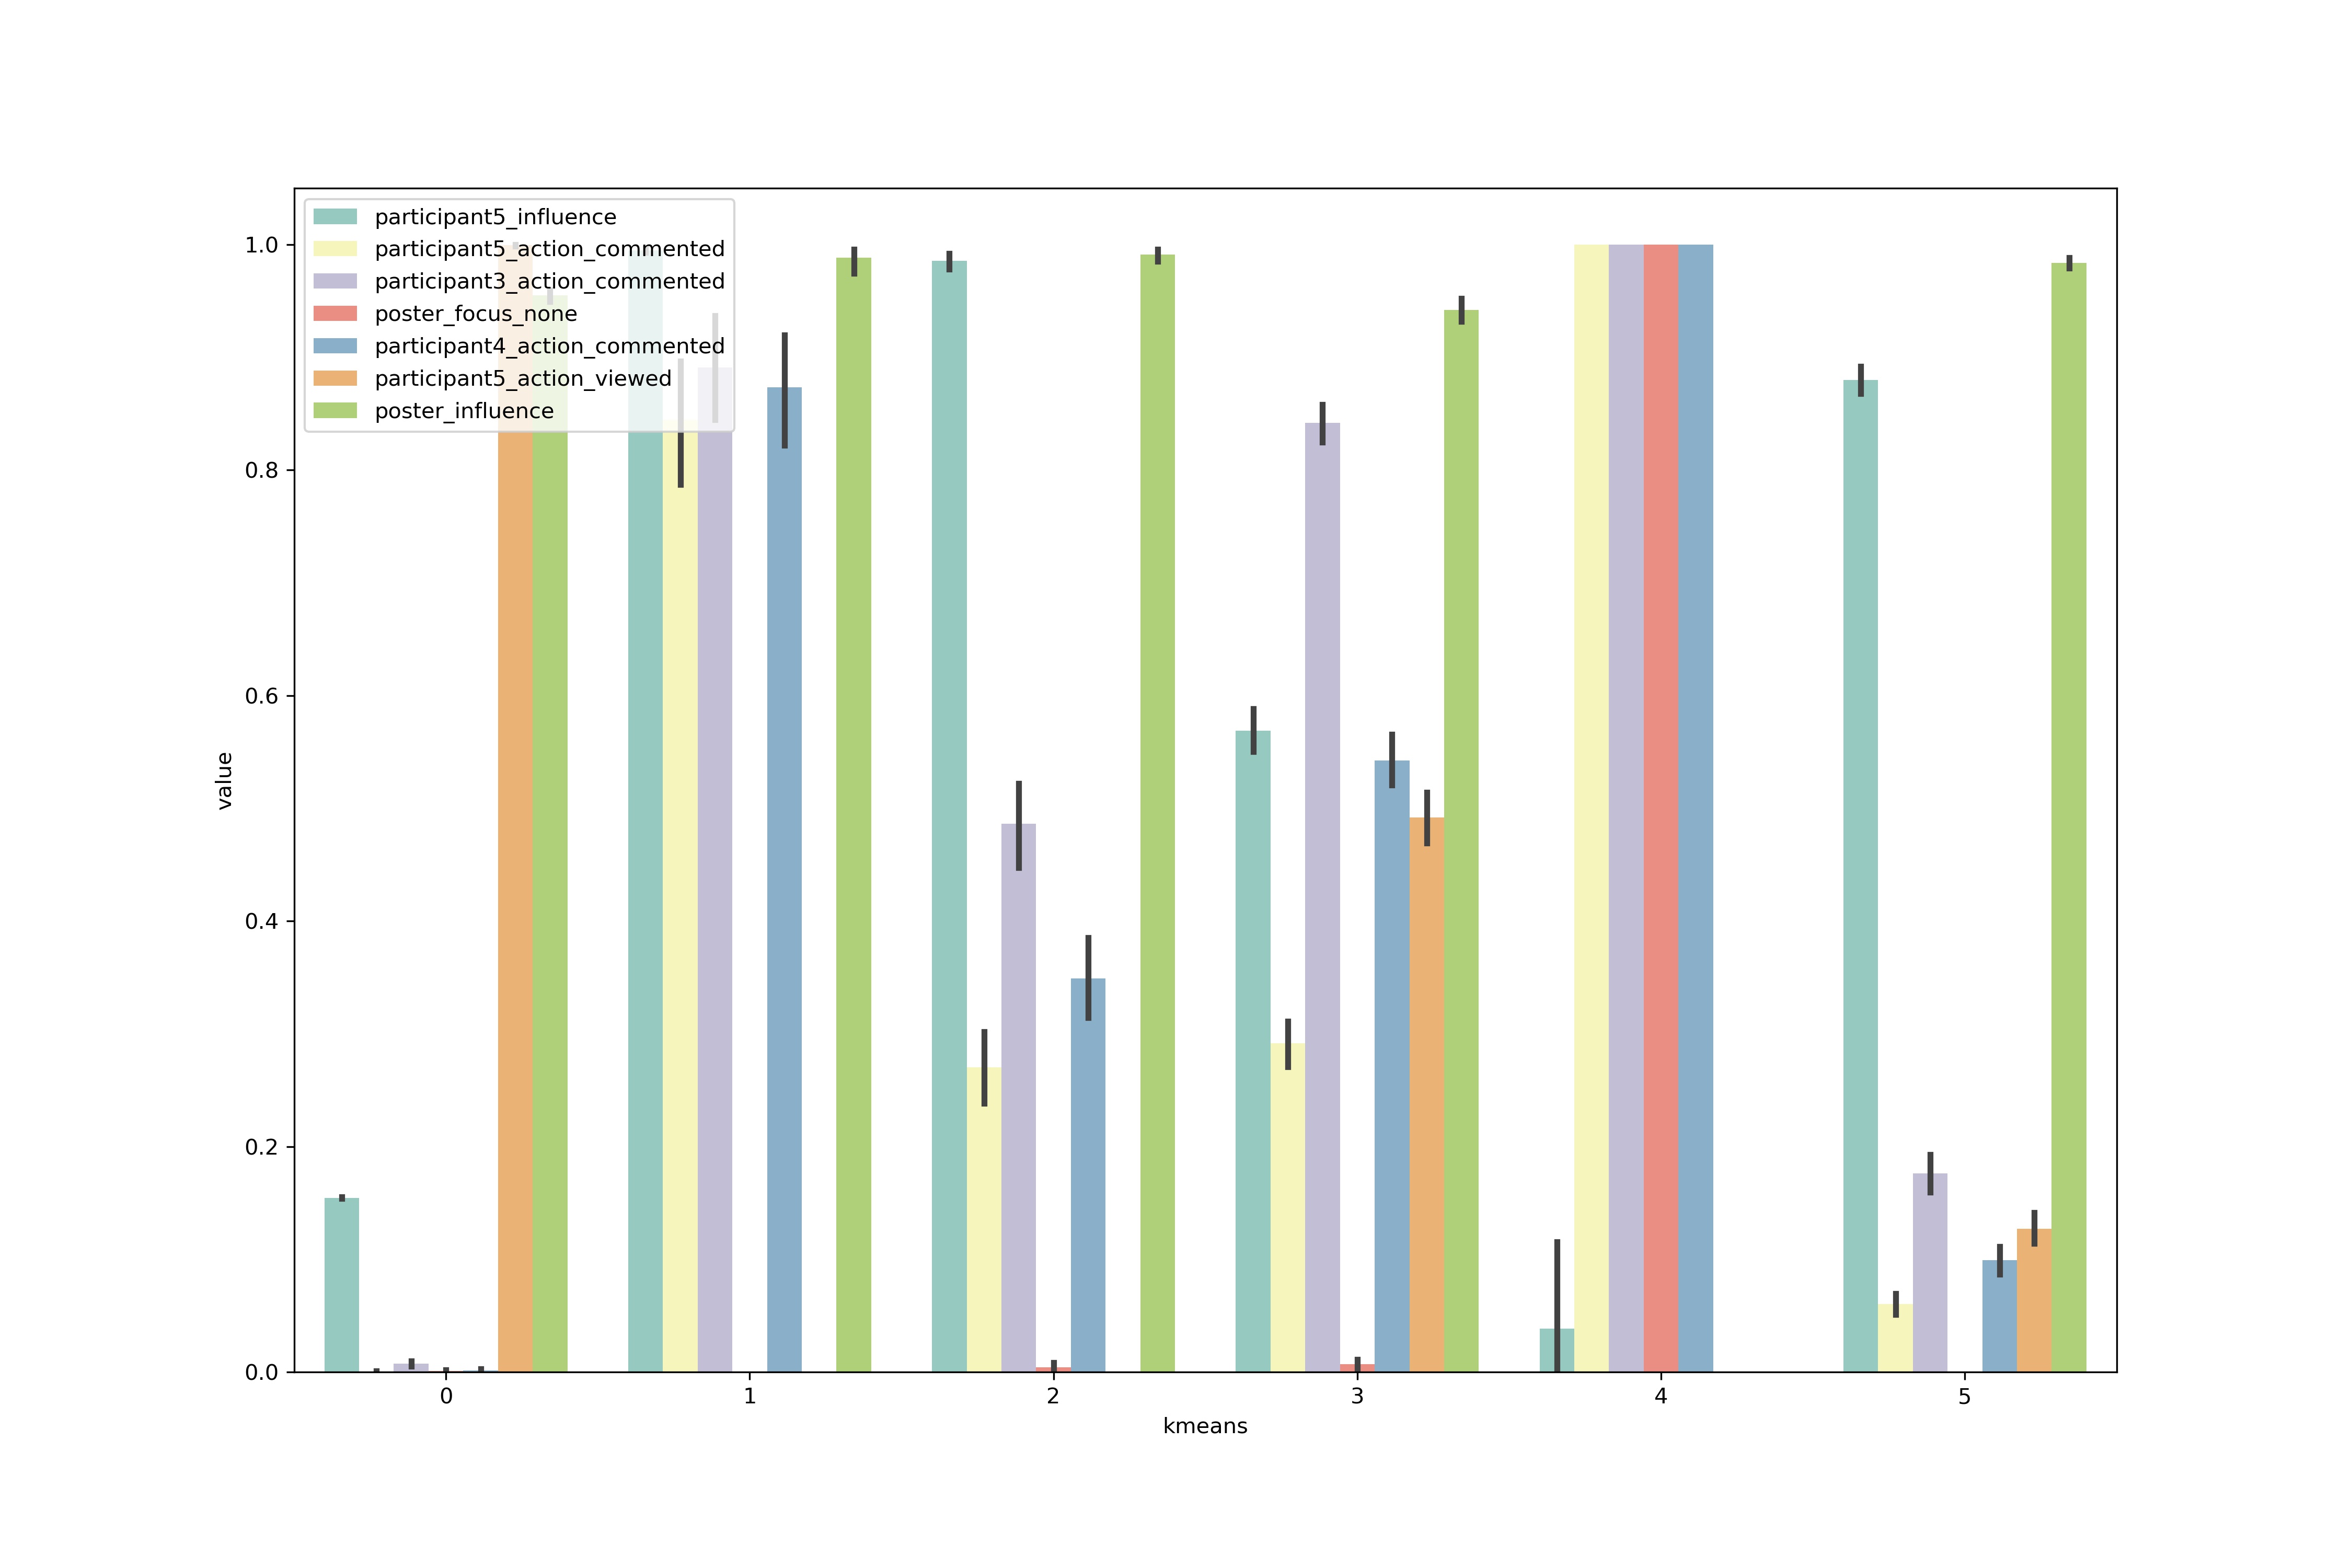 participant5_influence
participant5_action_commented
participant3_action_commented
poster_focus_none
participant4_action_commented
participant5_action_viewed
poster_influence
1.0
0.8
0.6
0.4
0.2
0.0
value
0 1 2 3 4 5
kmeans